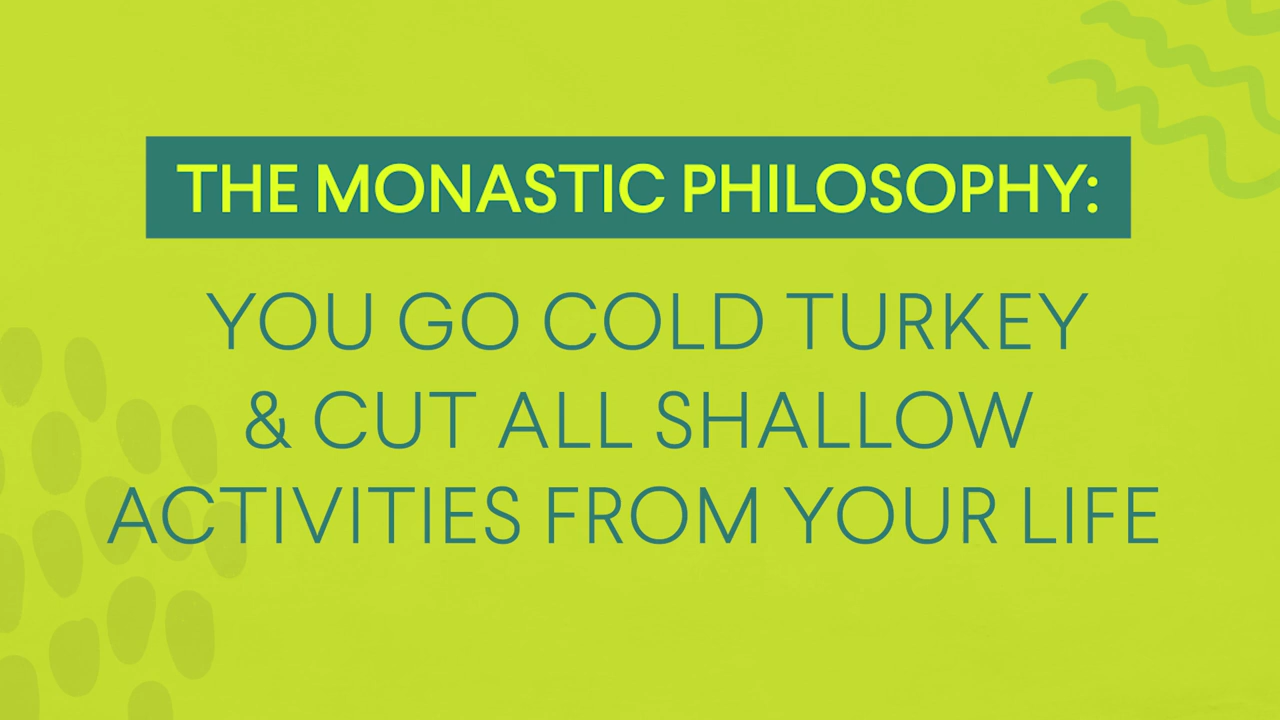 THE MONASTIC PHILOSOPHY:
YOU GO COLD TURKEY
& CUT ALL SHALLOW
ACTIVITIES FROM YOUR LIFE